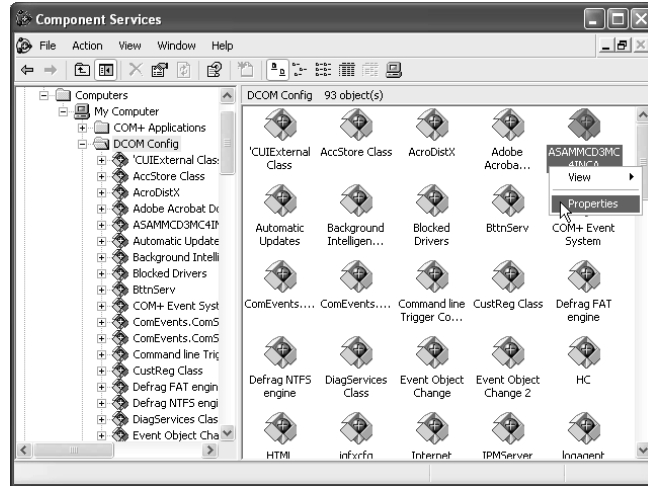 Component Services
File Action View Window Help
Computers
My Computer
COM+ Applications
DCOM Config
'CUIExternal Clas
AccStore Class
AcroDistX
Adobe Acrobat Do
ASAMMCD3MC4IN
Automatic Update
Background Intelli
Blocked Drivers
BttnServ
COM+ Event Syst
ComEvents.ComS
ComEvents.ComS
Command line Trig
CustReg Class
Defrag FAT engin
Defrag NTFS engi
DiagServices Clas
Event Object Cha
DCOM Config 93 object(s)
'CUIExternal Class
AccStore Class
AcroDistX
Adobe Acroba...
ASAMMCD3MC4INCA
View
Properties
Automatic Updates
Background Intelligen...
Blocked Drivers
BttnServ
COM+ Event System
ComEvents....
ComEvents....
Command line Trigger Co...
CustReg Class
Defrag FAT engine
Defrag NTFS engine
DiagServices Class
Event Object Change
Event Object Change 2
HC
HTML
igfxcfg
Internet
IPMServer
logagent